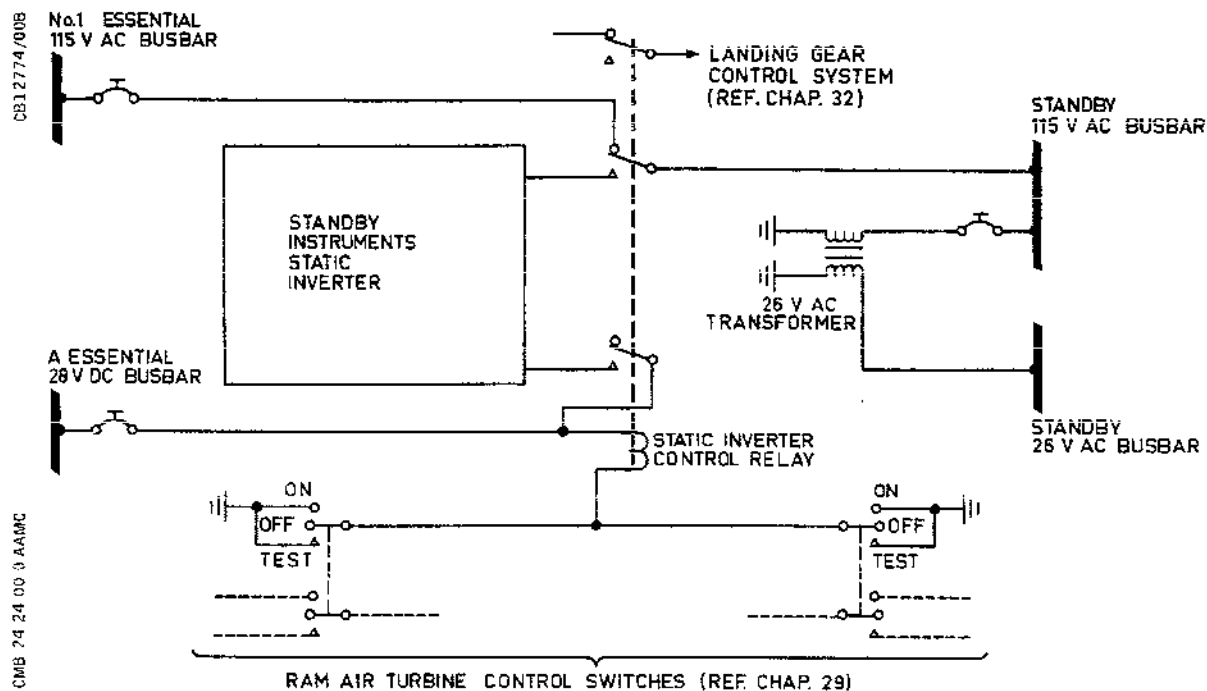 CB12774/00B
No.1 ESSENTIAL
115 V AC BUSBAR
LANDING GEAR
CONTROL SYSTEM
(REF. CHAP. 32)
STANDBY
115 V AC BUSBAR
STANDBY
INSTRUMENTS
STATIC
INVERTER
26 V AC
TRANSFORMER
A ESSENTIAL
28 V DC BUSBAR
STANDBY
26 V AC BUSBAR
STATIC INVERTER
CONTROL RELAY
ON
OFF
TEST
ON
OFF
TEST
CMB 24 24 00 0 AAMC
RAM AIR TURBINE CONTROL SWITCHES (REF. CHAP. 29)